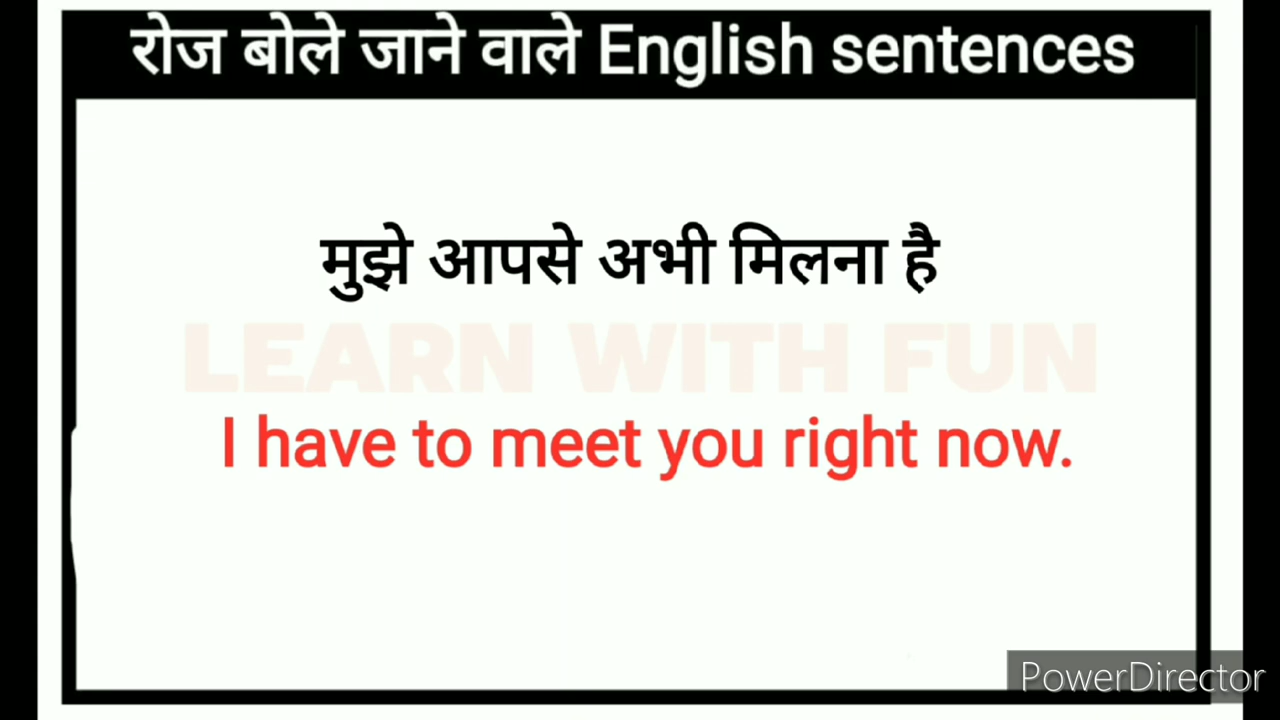 रोज बोले जाने वाले English sentences
मुझे आपसे अभी मिलना है
LEARN WITH FUN
I have to meet you right now.
PowerDirector